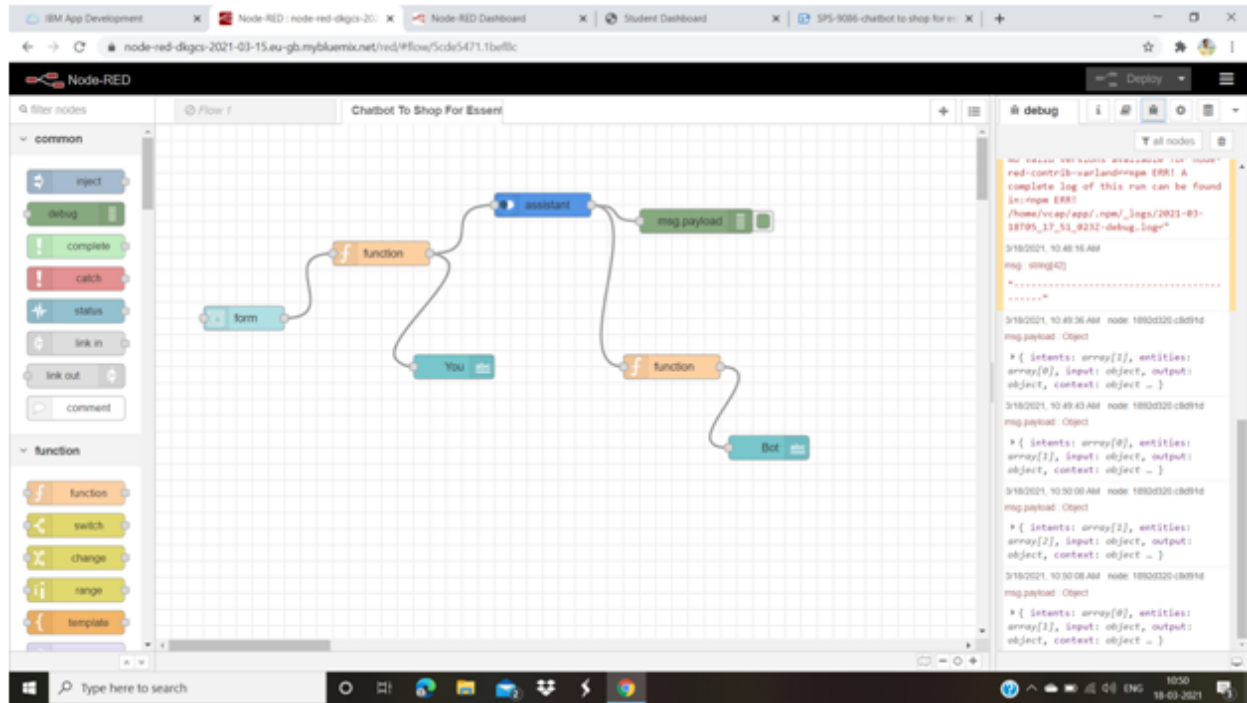 IBM App Development
Node-RED : node-red-dkgcs-202
Node-RED Dashboard
Student Dashboard
SPS-9086-chatbot to shop for es
node-red-dkgcs-2021-03-15.eu-gb.mybluemix.net/red/#flow/5cde5471.1bef8c
Node-RED
Deploy
filter nodes
Flow 1
Chatbot To Shop For Essent
debug
i
all nodes
common
inject
debug
complete
catch
status
link in
link out
comment
function
function
switch
change
range
template
form
function
assistant
msg.payload
You
function
Bot
no valid versions available for node-
red-contrib-varland↵↵npm ERR! A
complete log of this run can be found
in:↵npm ERR!
/home/vcap/app/.npm/_logs/2021-03-
18T05_17_51_023Z-debug.log↵"
3/18/2021, 10:48:16 AM
msg : string[42]
3/18/2021, 10:49:36 AM node: 1892d320.c8d91d
msg.payload : Object
{ intents: array[1], entities:
array[0], input: object, output:
object, context: object … }
3/18/2021, 10:49:43 AM node: 1892d320.c8d91d
msg.payload : Object
{ intents: array[0], entities:
array[1], input: object, output:
object, context: object … }
3/18/2021, 10:50:00 AM node: 1892d320.c8d91d
msg.payload : Object
{ intents: array[1], entities:
array[2], input: object, output:
object, context: object … }
3/18/2021, 10:50:08 AM node: 1892d320.c8d91d
msg.payload : Object
{ intents: array[0], entities:
array[1], input: object, output:
object, context: object … }
Type here to search
ENG
10:50
18-03-2021